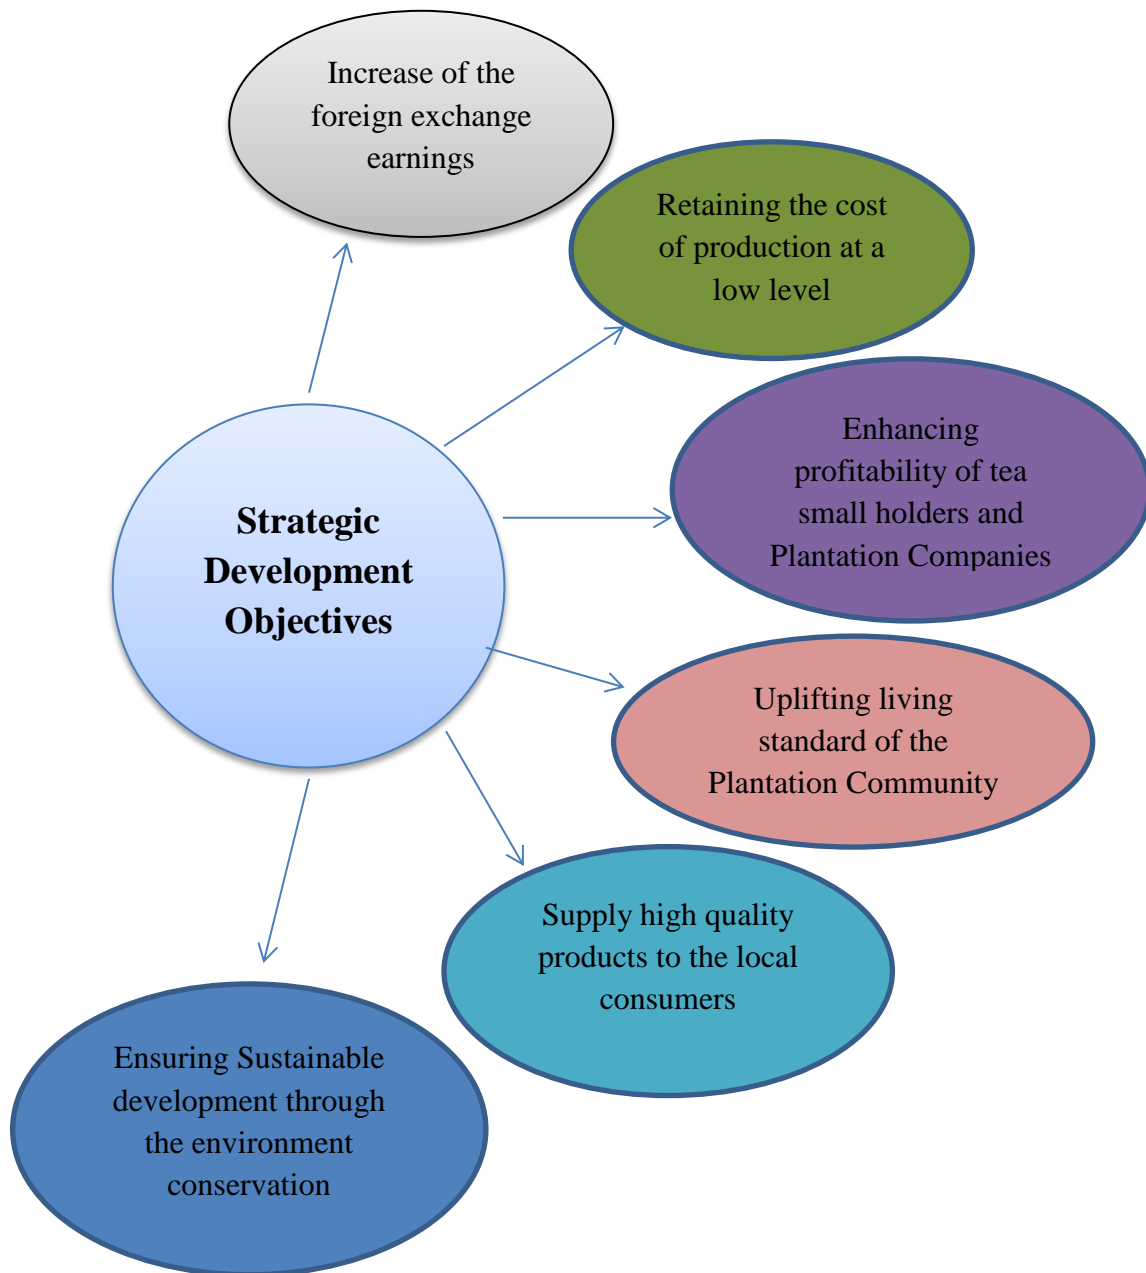 Increase of the
foreign exchange
earnings
Retaining the cost
of production at a
low level
Enhancing
profitability of tea
small holders and
Plantation Companies
Strategic
Development
Objectives
Uplifting living
standard of the
Plantation Community
Supply high quality
products to the local
consumers
Ensuring Sustainable
development through
the environment
conservation